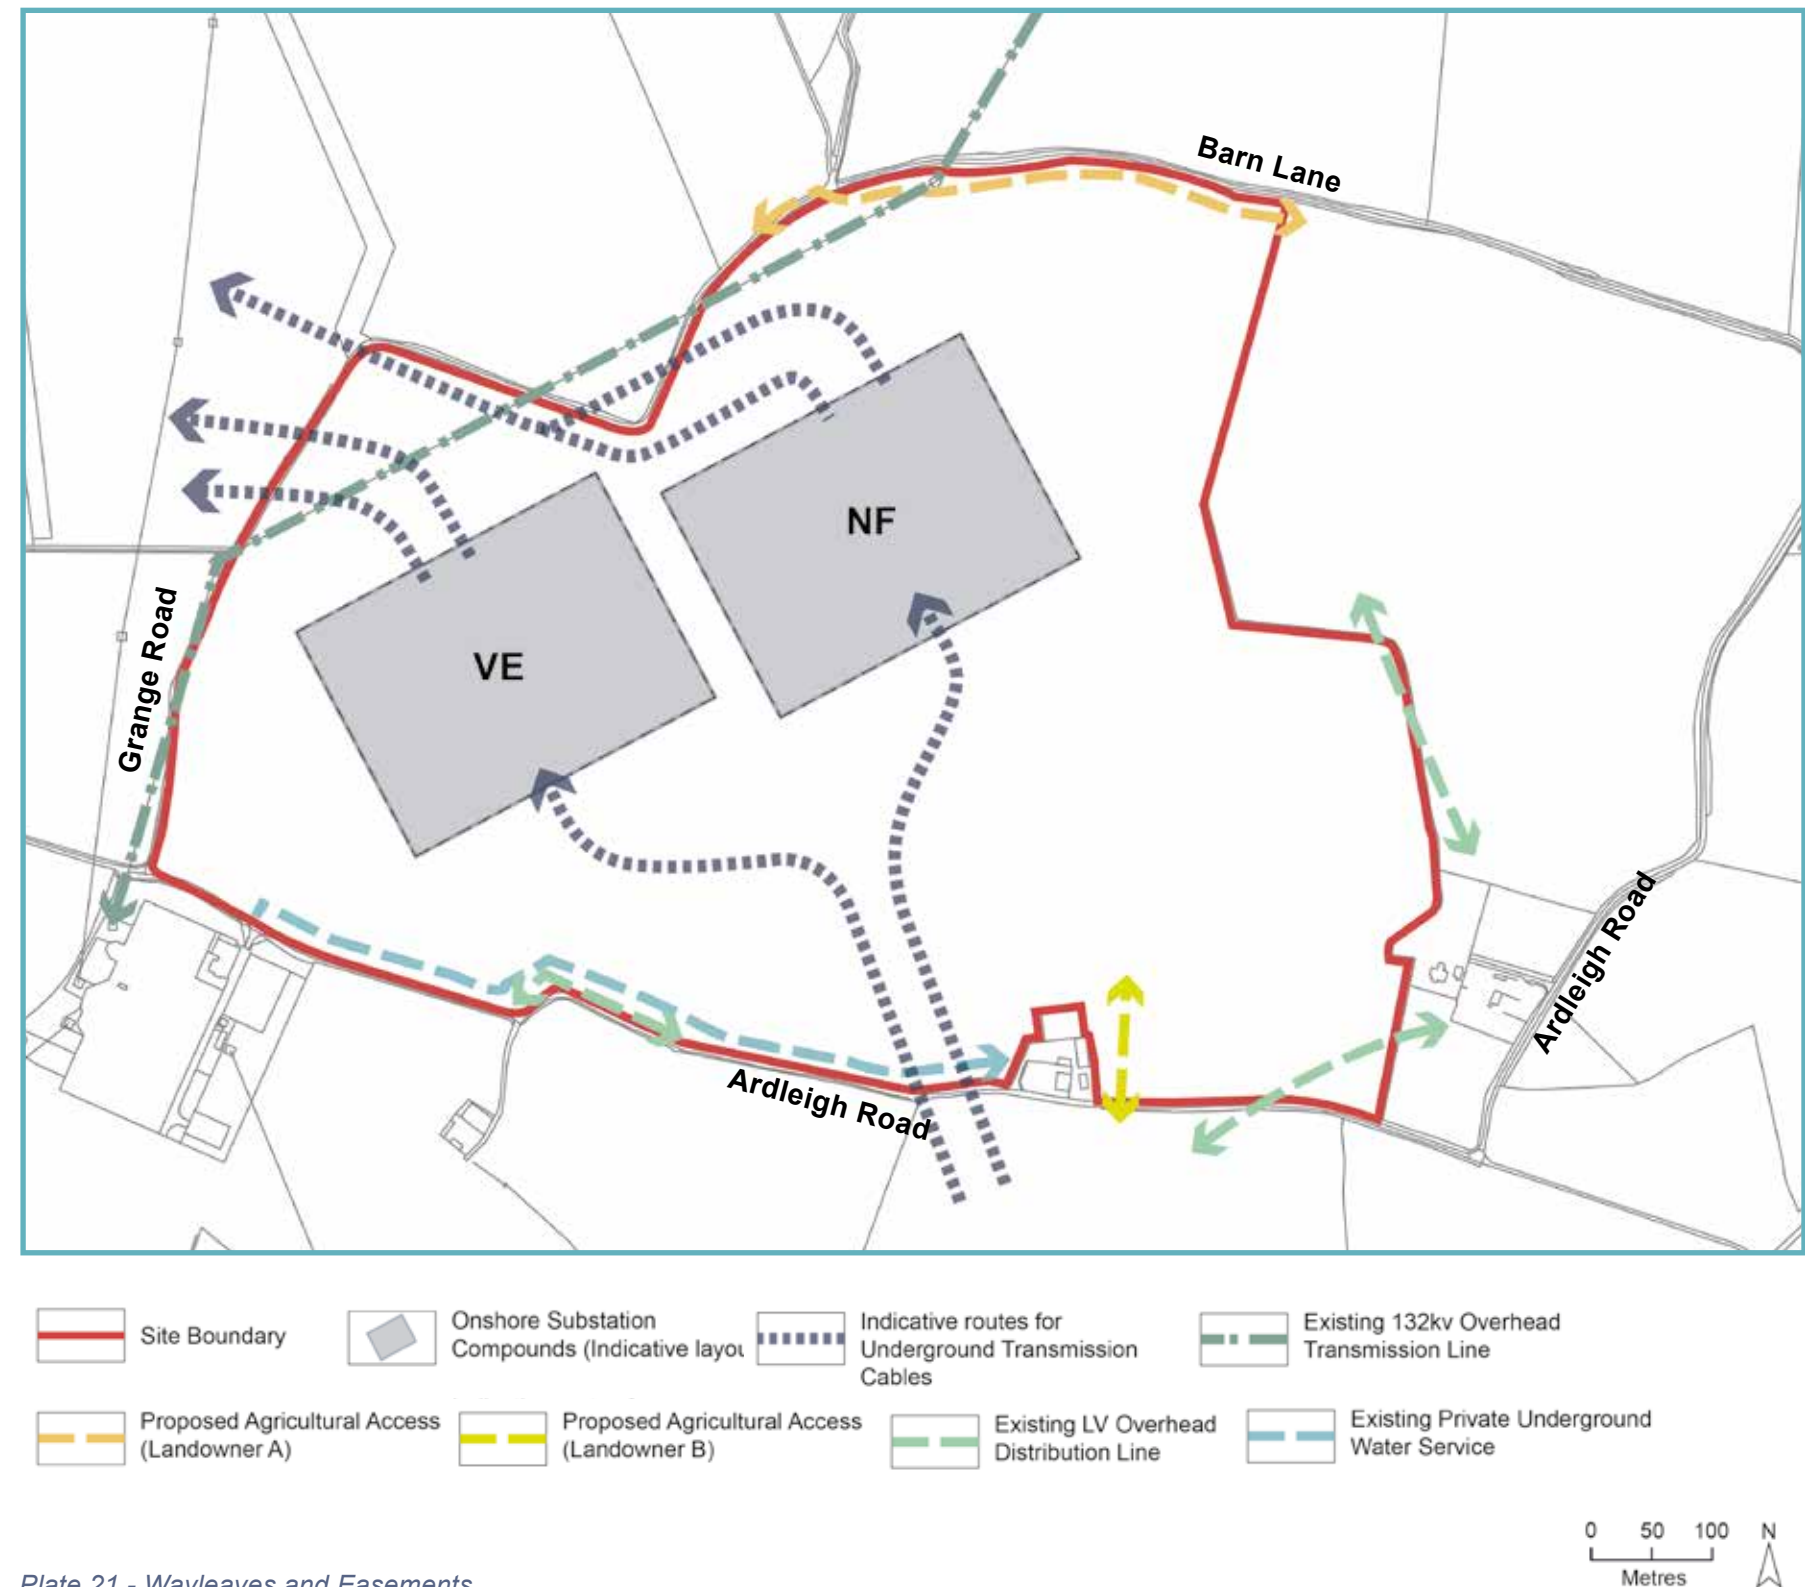 Barn Lane
NF
VE
Grange Road
Ardleigh Road
Ardleigh Road
Site Boundary
Onshore Substation
Compounds (Indicative layou
Indicative routes for
Underground Transmission
Cables
Existing 132kv Overhead
Transmission Line
Proposed Agricultural Access
(Landowner A)
Proposed Agricultural Access
(Landowner B)
Existing LV Overhead
Distribution Line
Existing Private Underground
Water Service
0 50 100 N
Metres
Plate 21 - Wayleaves and Easements